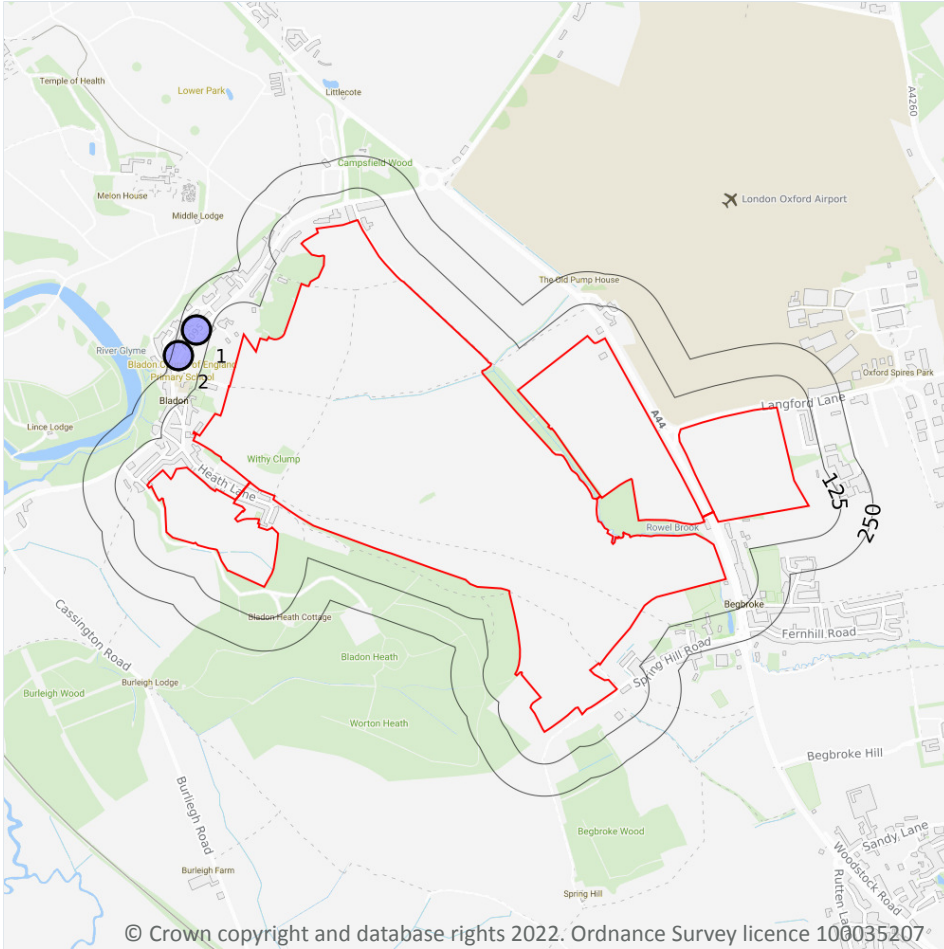 Temple of Health
Lower Park
Littlecote
A4260
Campsfield Wood
Melon House
Middle Lodge
London Oxford Airport
The Old Pump House
River Glyme
1
Bladon Church of England
Primary School
2
Bladon
Oxford Spires Park
Langford Lane
A44
Lince Lodge
Withy Clump
Heath Lane
125
250
Rowel Brook
Cassington Road
Bladon Heath Cottage
Begbroke
Fernhill Road
Spring Hill Road
Bladon Heath
Burleigh Lodge
Burleigh Wood
Worton Heath
Begbroke Hill
Burliegh Road
Begbroke Wood
Sandy Lane
Woodstock Road
Burleigh Farm
Rutten Lane
Spring Hill
© Crown copyright and database rights 2022. Ordnance Survey licence 100035207